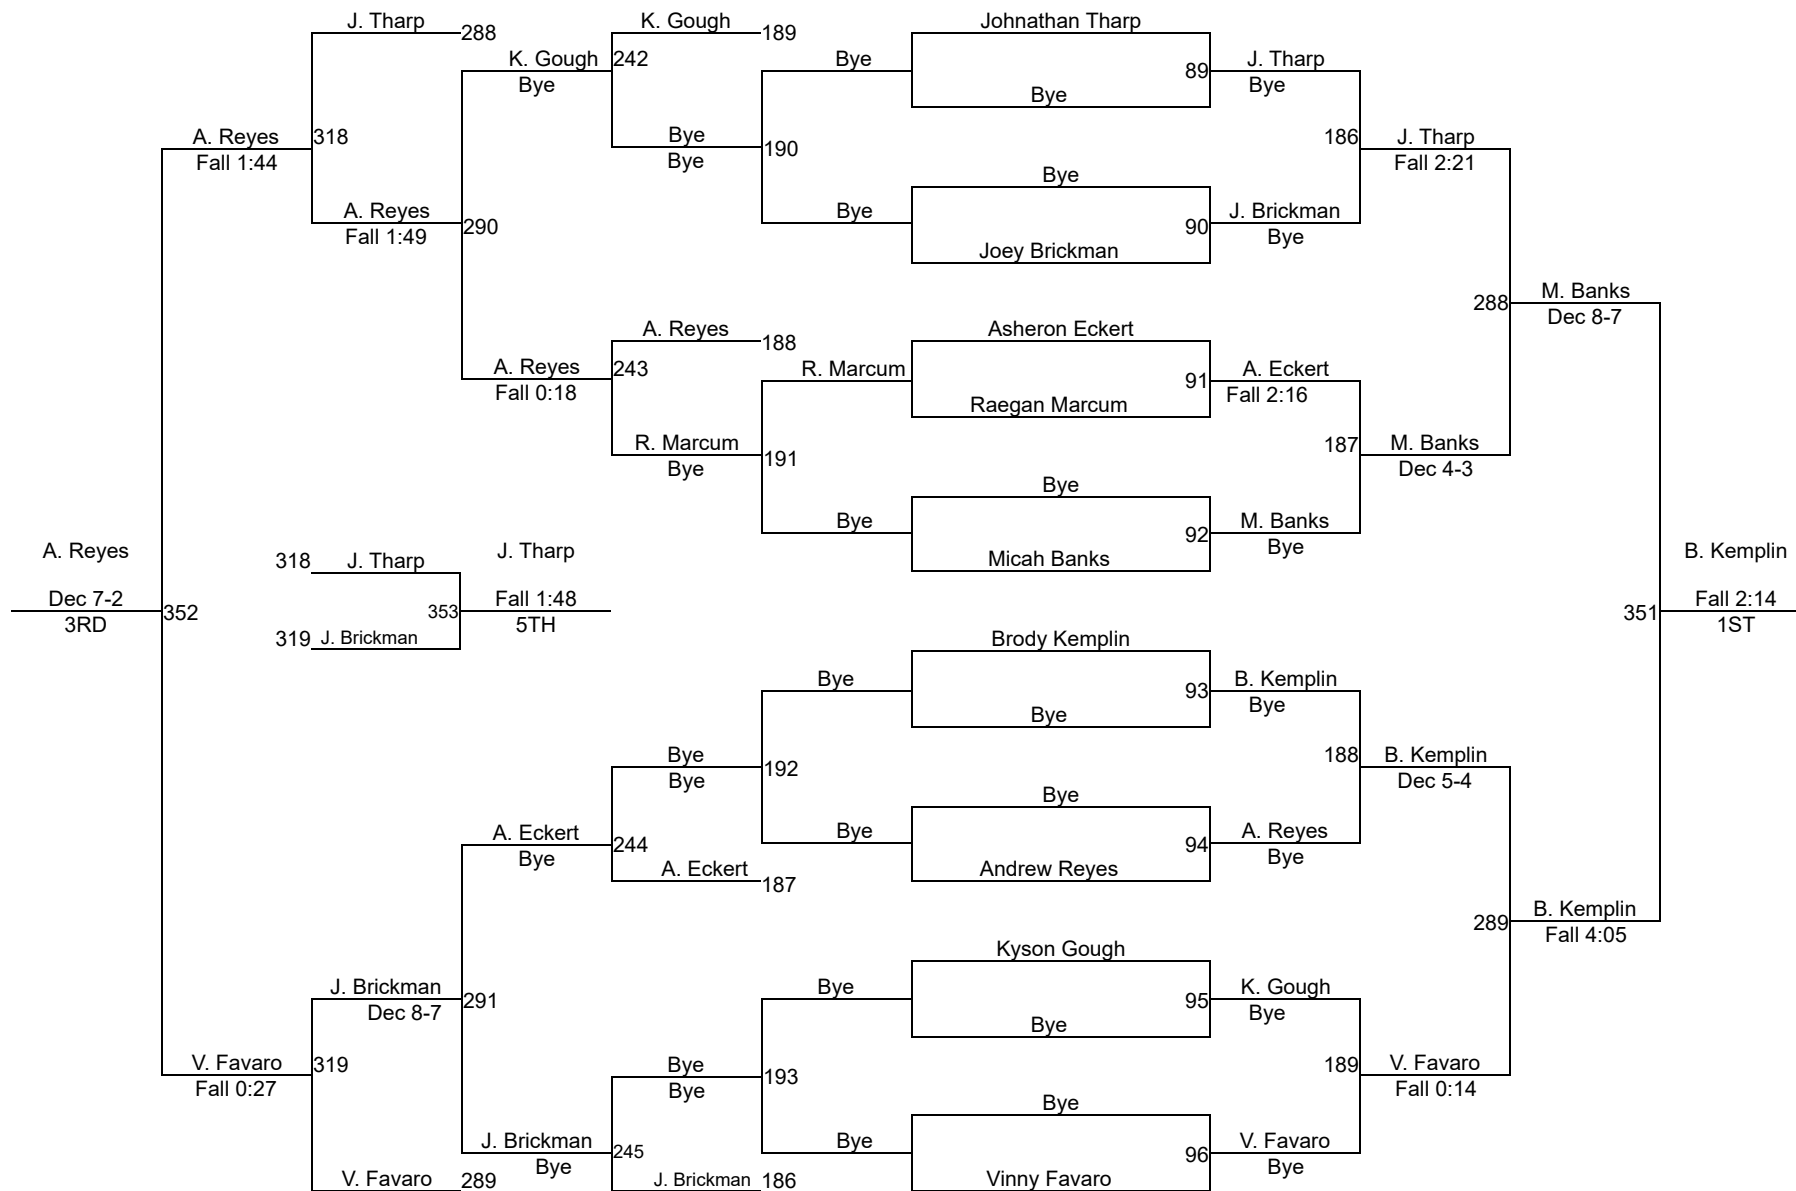 J. Tharp
288
K. Gough
189
Johnathan Tharp
K. Gough
242
Bye
89
J. Tharp
Bye
Bye
Bye
A. Reyes
318
Bye
190
186
J. Tharp
Fall 1:44
Bye
Fall 2:21
Bye
A. Reyes
290
Bye
90
J. Brickman
Fall 1:49
Bye
Joey Brickman
288
M. Banks
Dec 8-7
A. Reyes
188
Asheron Eckert
A. Reyes
243
R. Marcum
91
A. Eckert
Fall 0:18
Fall 2:16
Raegan Marcum
R. Marcum
191
187
M. Banks
Bye
Dec 4-3
Bye
Bye
92
M. Banks
Bye
Micah Banks
A. Reyes
318
J. Tharp
J. Tharp
B. Kemplin
Dec 7-2
352
353
Fall 1:48
351
Fall 2:14
3RD
319
J. Brickman
5TH
1ST
Brody Kemplin
Bye
93
B. Kemplin
Bye
Bye
Bye
192
188
B. Kemplin
Bye
Dec 5-4
Bye
A. Eckert
244
Bye
94
A. Reyes
Bye
Bye
A. Eckert
187
Andrew Reyes
289
B. Kemplin
Fall 4:05
Kyson Gough
J. Brickman
291
Bye
95
K. Gough
Dec 8-7
Bye
Bye
V. Favaro
319
Bye
193
189
V. Favaro
Fall 0:27
Bye
Fall 0:14
Bye
J. Brickman
245
Bye
96
V. Favaro
Bye
Bye
V. Favaro
289
J. Brickman
186
Vinny Favaro